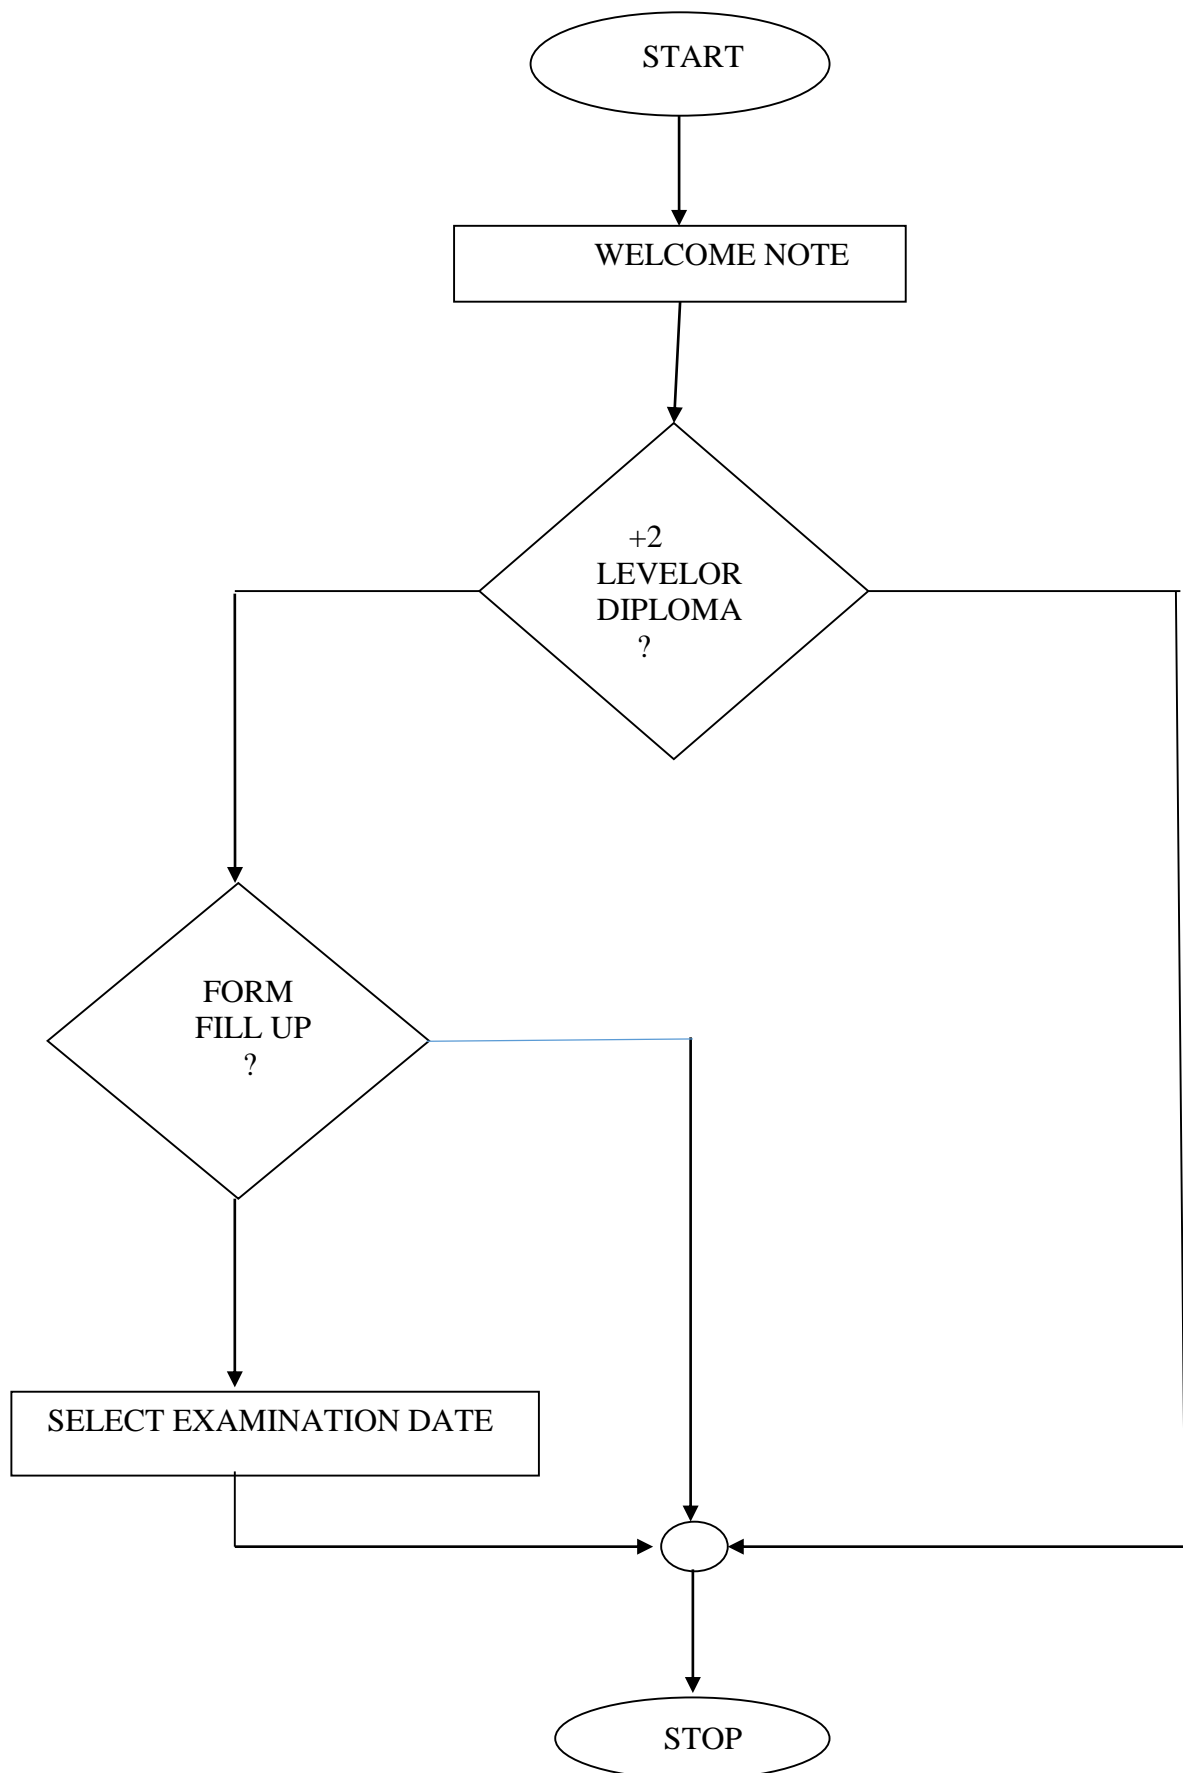 START
WELCOME NOTE
+2
LEVELOR
DIPLOMA
?
FORM
FILL UP
?
SELECT EXAMINATION DATE
STOP